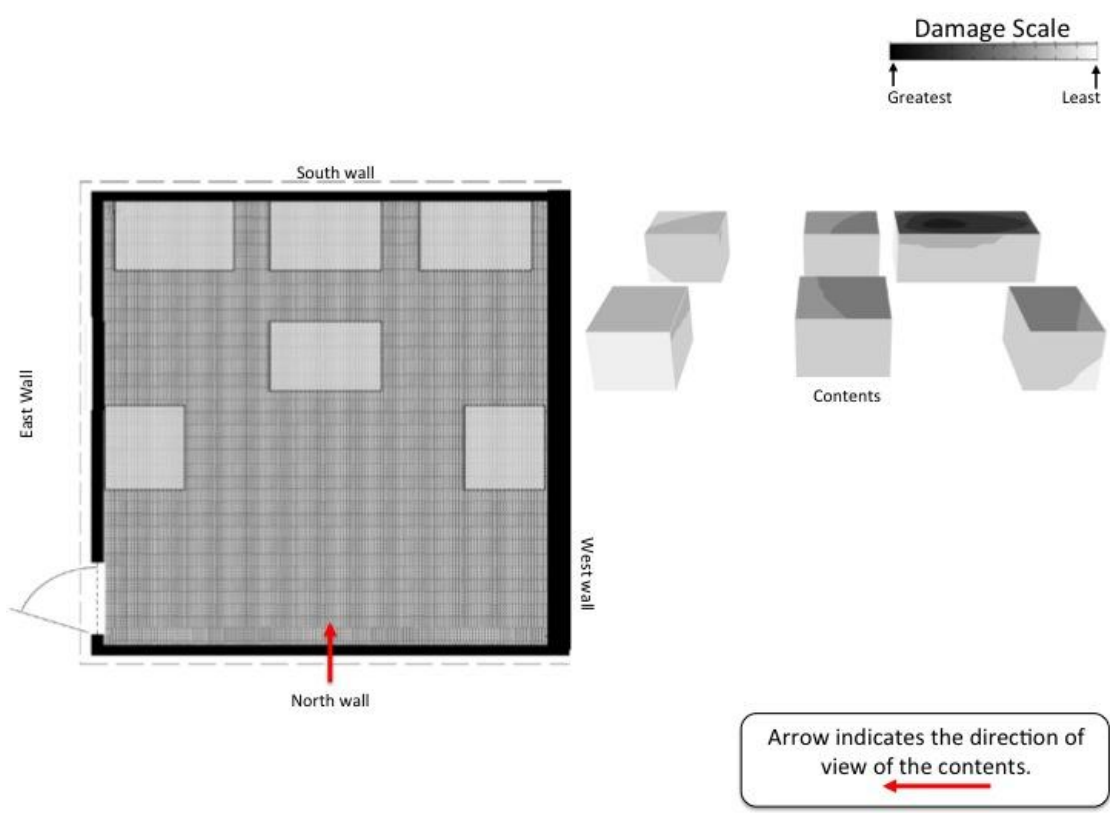 Damage Scale
Greatest
Least
South wall
East Wall
Contents
West wall
North wall
Arrow indicates the direction of
view of the contents.